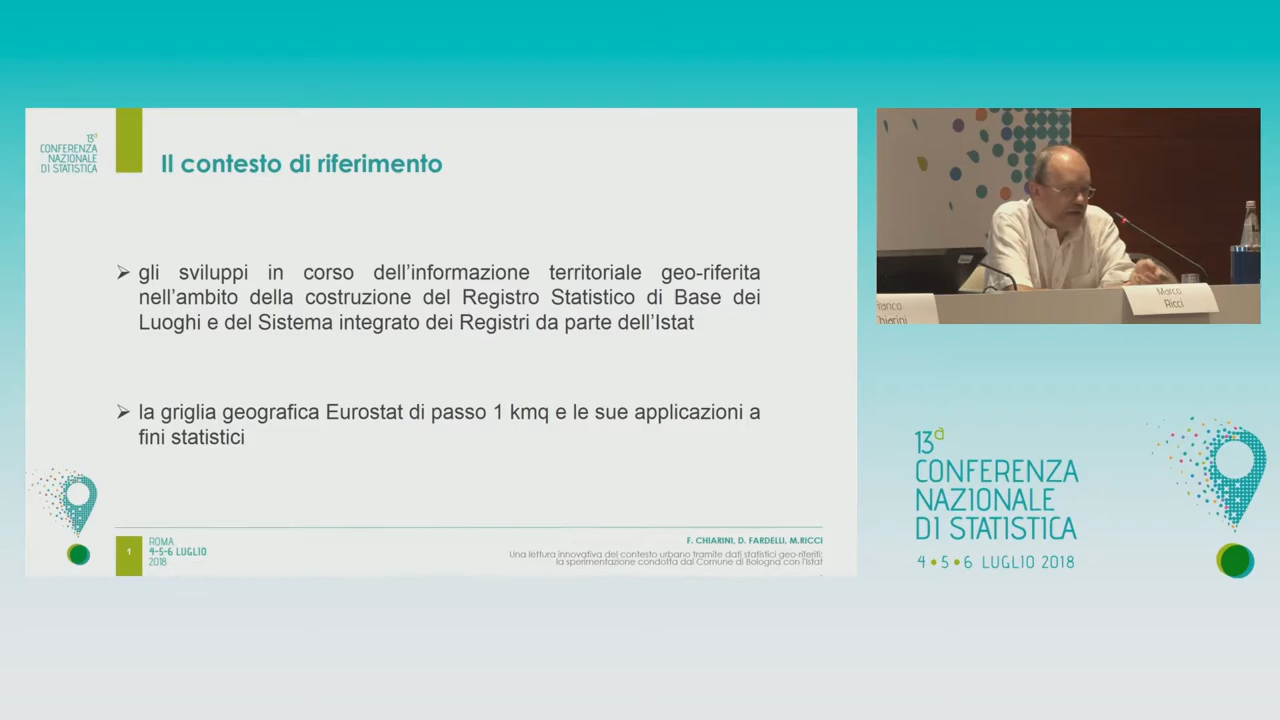 13ª
CONFERENZA
NAZIONALE
DI STATISTICA
Il contesto di riferimento
gli sviluppi in corso dell'informazione territoriale geo-riferita
nell'ambito della costruzione del Registro Statistico di Base dei
Luoghi e del Sistema integrato dei Registri da parte dell'Istat
la griglia geografica Eurostat di passo 1 kmq e le sue applicazioni a
fini statistici
1
ROMA
4-5-6 LUGLIO
2018
F. CHIARINI, D. FARDELLI, M.RICCI
Una lettura innovativa del contesto urbano tramite dati statistici geo-riferiti:
la sperimentazione condotta dal Comune di Bologna con l'Istat
Franco
Chiarini
Marco
Ricci
13ª
CONFERENZA
NAZIONALE
DI STATISTICA
4•5•6 LUGLIO 2018